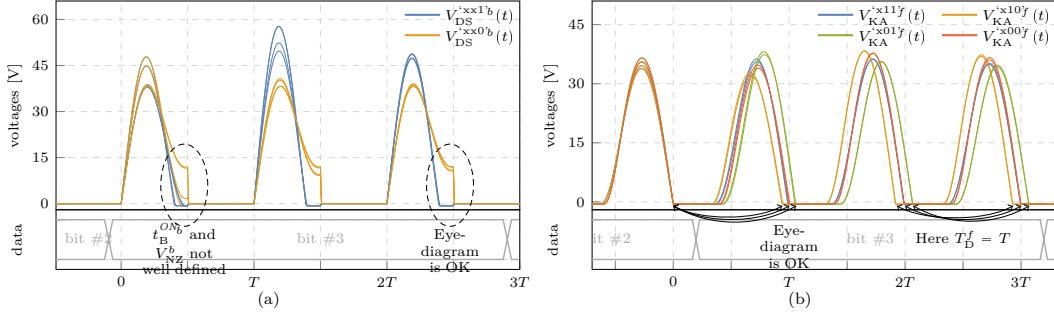 60
45
30
15
0
voltages [V]
data
V_DS^{'xx1'b}(t)
V_DS^{'xx0'b}(t)
bit #2
t_B^{ONb} and
V_NZ^b not
well defined
bit #3
Eye-
diagram
is OK
0
T
2T
3T
(a)
45
30
15
0
voltages [V]
data
V_KA^{'x11'f}(t)
V_KA^{'x10'f}(t)
V_KA^{'x01'f}(t)
V_KA^{'x00'f}(t)
bit #2
Eye-
diagram
is OK
bit #3
Here T_D^f = T
0
T
2T
3T
(b)